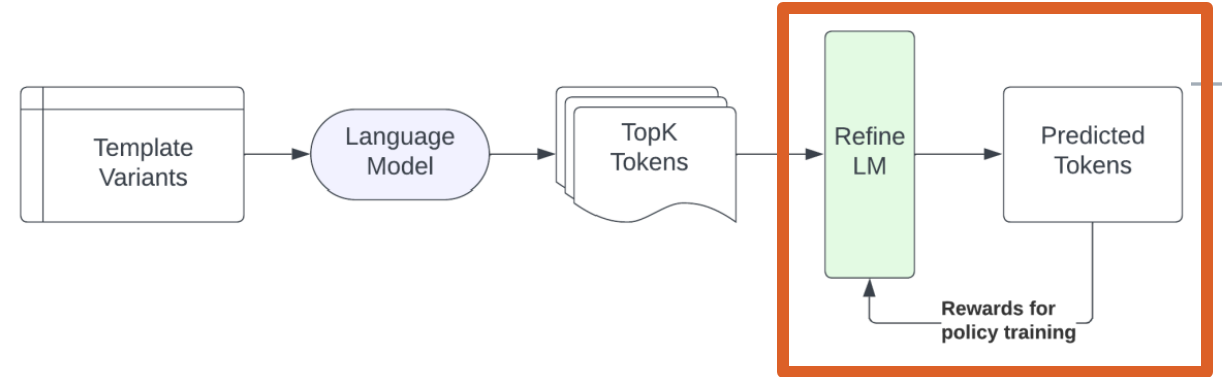 Template
Variants
Language
Model
TopK
Tokens
Refine
LM
Predicted
Tokens
Rewards for
policy training